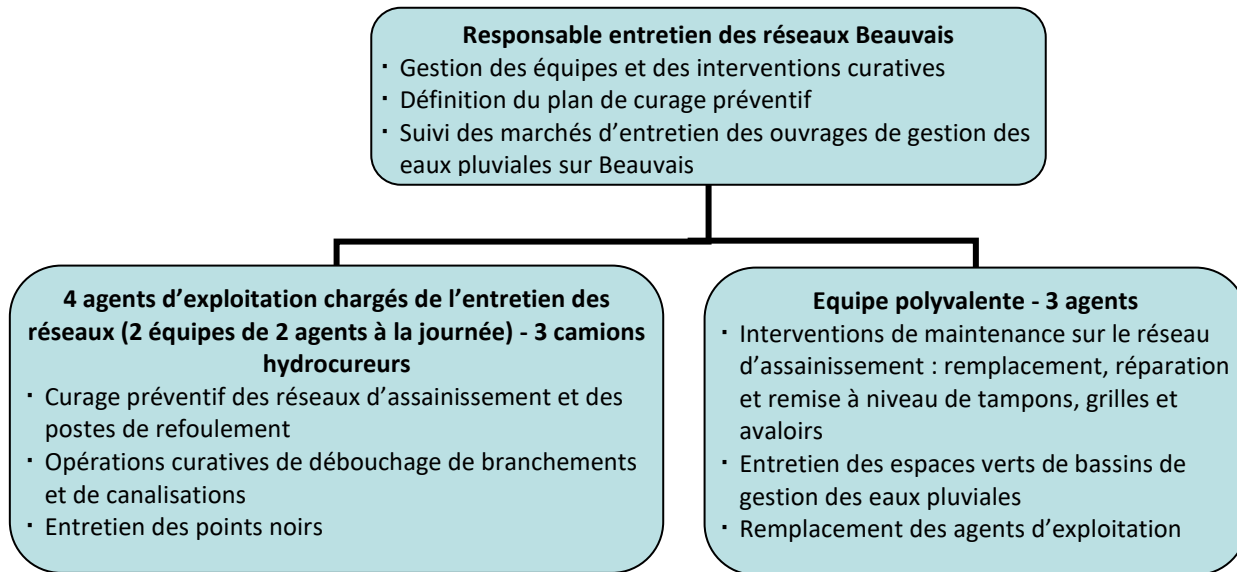 Responsable entretien des réseaux Beauvais
· Gestion des équipes et des interventions curatives
· Définition du plan de curage préventif
· Suivi des marchés d’entretien des ouvrages de gestion des
eaux pluviales sur Beauvais
4 agents d’exploitation chargés de l’entretien des
réseaux (2 équipes de 2 agents à la journée) - 3 camions
hydrocureurs
· Curage préventif des réseaux d’assainissement et des
postes de refoulement
· Opérations curatives de débouchage de branchements
et de canalisations
· Entretien des points noirs
Equipe polyvalente - 3 agents
· Interventions de maintenance sur le réseau
d’assainissement : remplacement, réparation
et remise à niveau de tampons, grilles et
avaloirs
· Entretien des espaces verts de bassins de
gestion des eaux pluviales
· Remplacement des agents d’exploitation